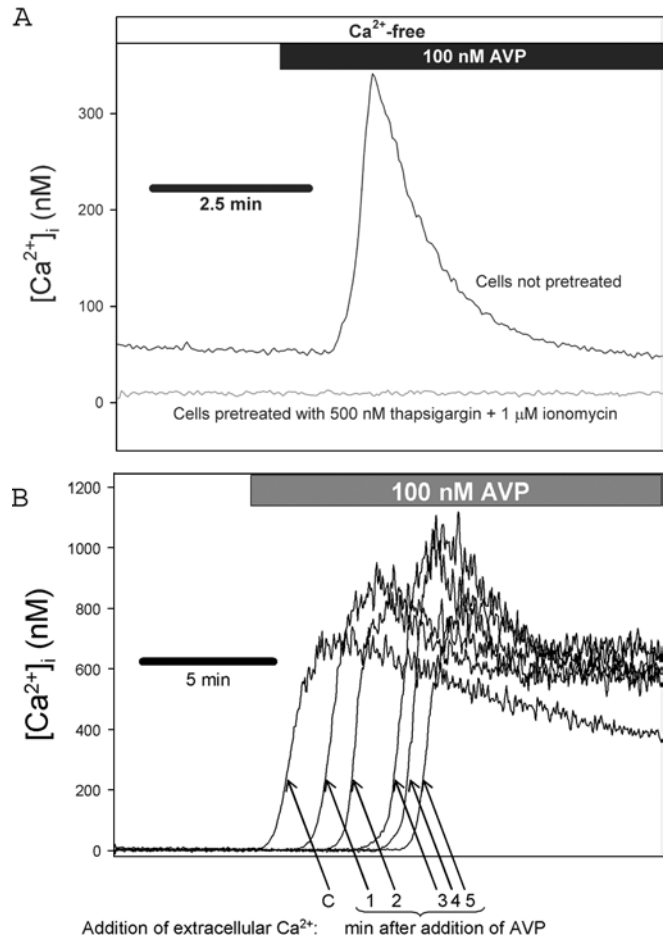 A
Ca²⁺-free
100 nM AVP
300
200
100
0
[Ca²⁺]ᵢ (nM)
2.5 min
Cells not pretreated
Cells pretreated with 500 nM thapsigargin + 1 μM ionomycin
B
100 nM AVP
1200
1000
800
600
400
200
0
[Ca²⁺]ᵢ (nM)
5 min
C 1 2 3 4 5
Addition of extracellular Ca²⁺: min after addition of AVP